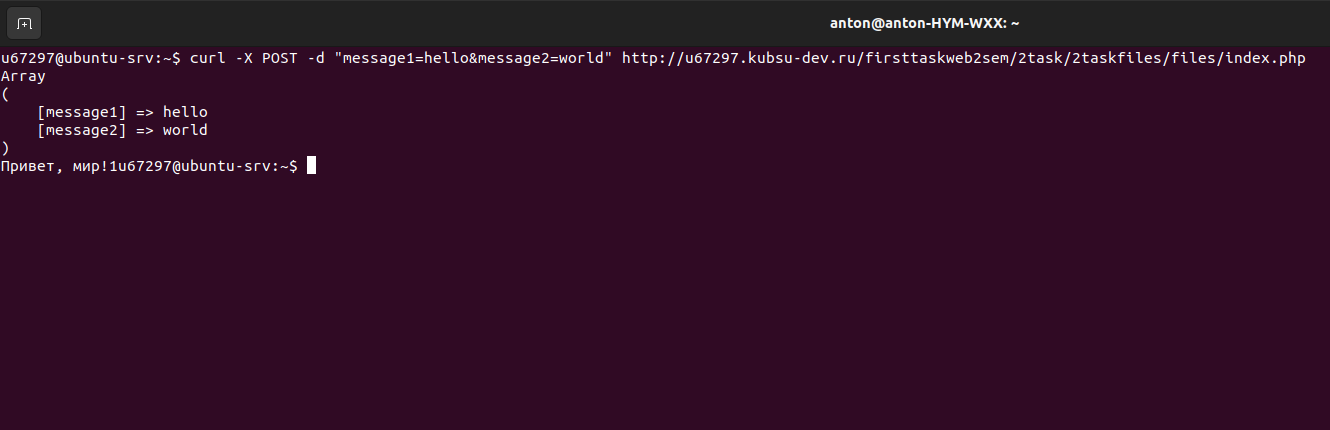 anton@anton-HYM-WXX: ~
u67297@ubuntu-srv:~$ curl -X POST -d "message1=hello&message2=world" http://u67297.kubsu-dev.ru/firsttaskweb2sem/2task/2taskfiles/files/index.php
Array
(
    [message1] => hello
    [message2] => world
)
Привет, мир!1u67297@ubuntu-srv:~$